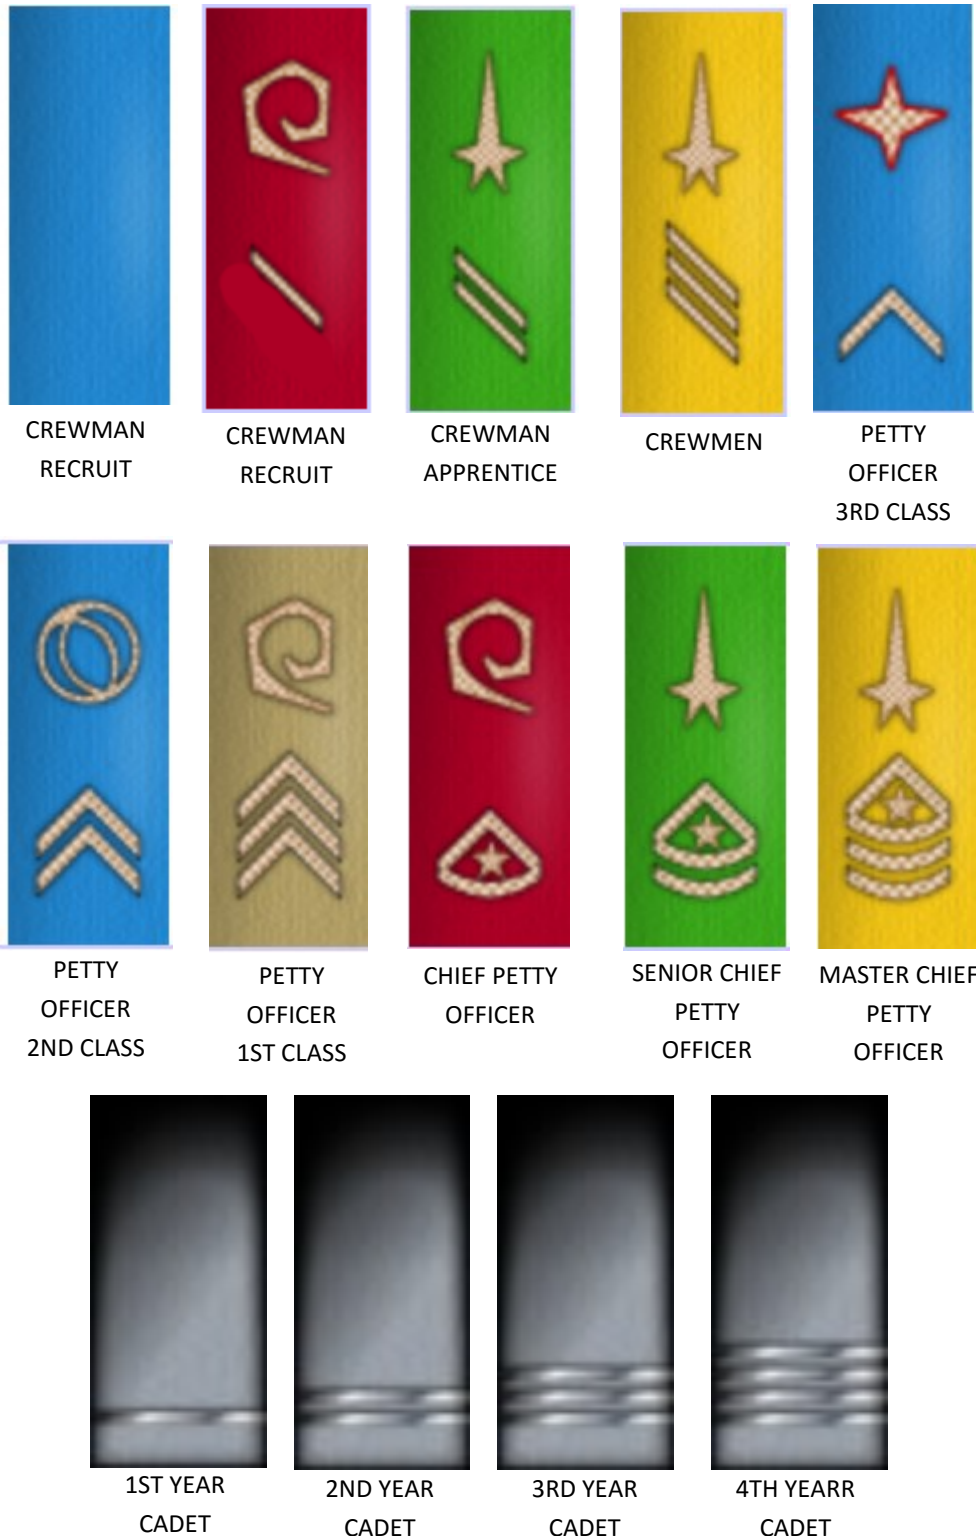 CREWMAN
RECRUIT
CREWMAN
RECRUIT
CREWMAN
APPRENTICE
CREWMEN
PETTY
OFFICER
3RD CLASS
PETTY
OFFICER
2ND CLASS
PETTY
OFFICER
1ST CLASS
CHIEF PETTY
OFFICER
SENIOR CHIEF
PETTY
OFFICER
MASTER CHIEF
PETTY
OFFICER
1ST YEAR
CADET
2ND YEAR
CADET
3RD YEAR
CADET
4TH YEARR
CADET